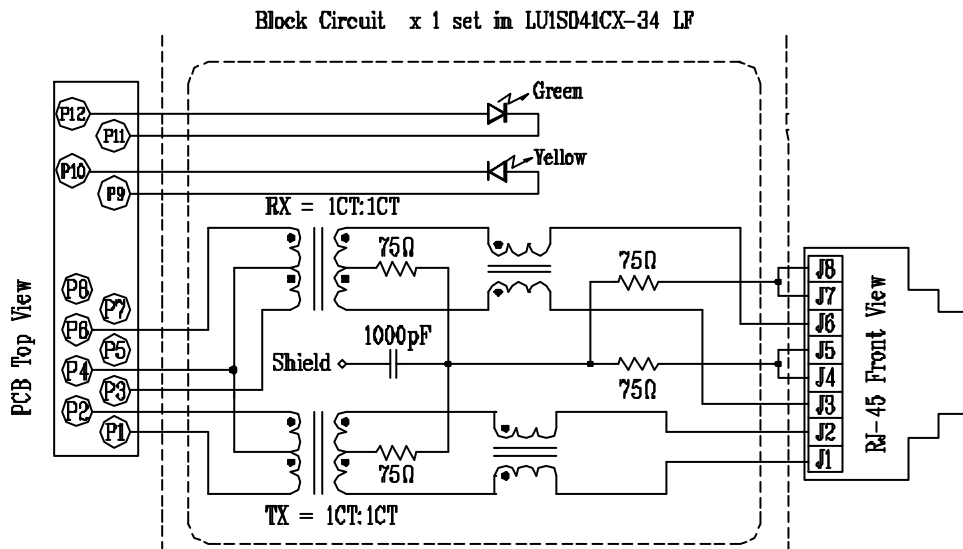 Block Circuit x 1 set in LU1S041CX-34 LF
P12
Green
P11
P10
Yellow
P9
RX = 1CT:1CT
75Ω
75Ω
J8
P8
J7
P7
J6
P6
1000pF
J5
P5
Shield
P4
J4
P3
75Ω
J3
P2
J2
P1
J1
75Ω
TX = 1CT:1CT
PCB Top View
RJ-45 Front View